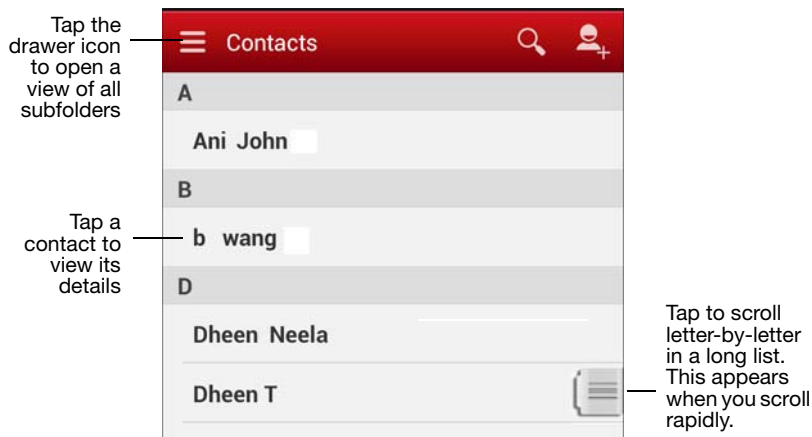 Tap the
drawer icon
to open a
view of all
subfolders
Contacts
A
Ani John
B
Tap a
contact to
view its
details
b wang
D
Dheen Neela
Dheen T
Tap to scroll
letter-by-letter
in a long list.
This appears
when you scroll
rapidly.